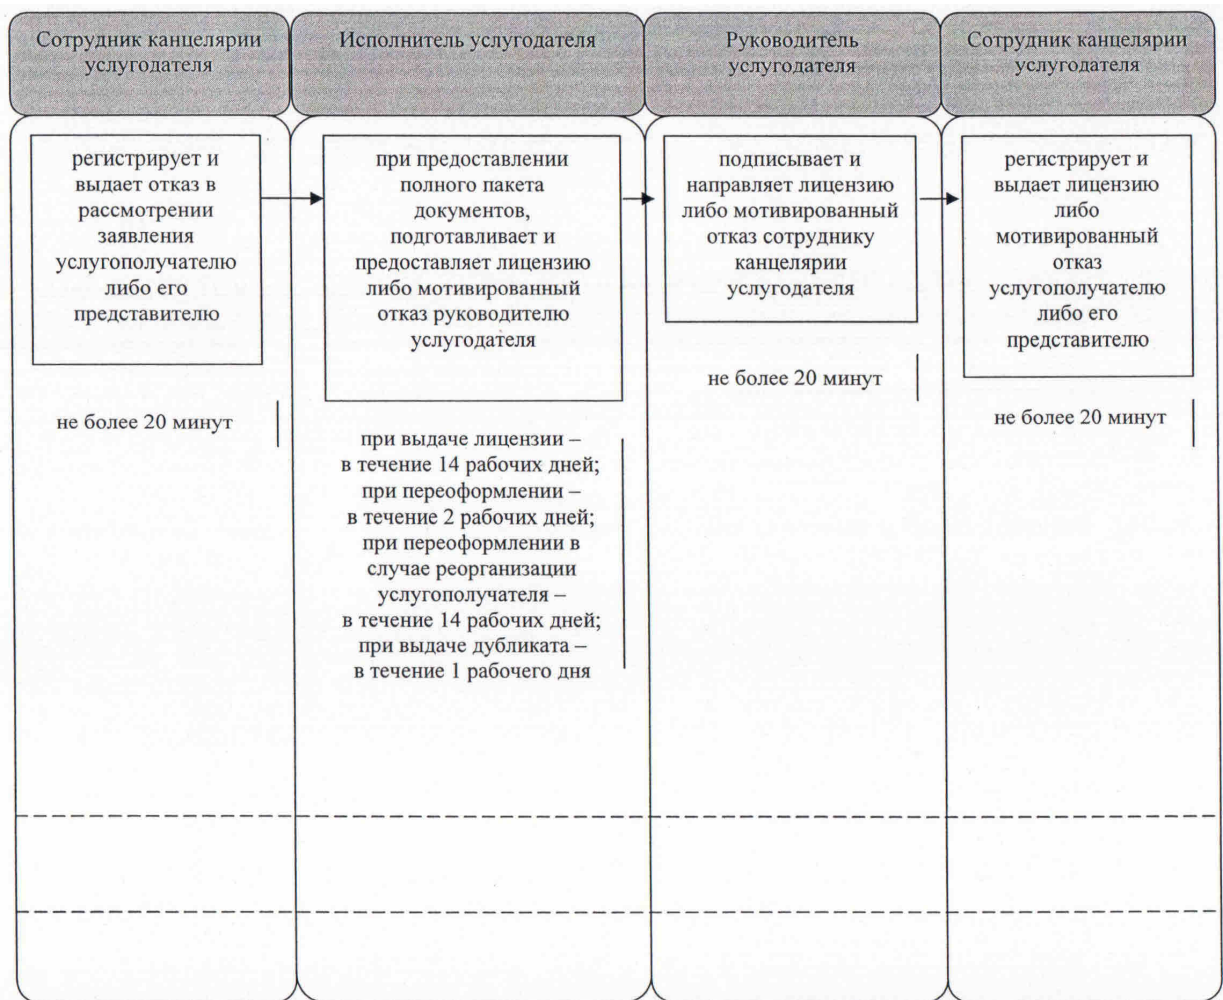 Сотрудник канцелярии
услугодателя
Исполнитель услугодателя
Руководитель
услугодателя
Сотрудник канцелярии
услугодателя
регистрирует и
выдает отказ в
рассмотрении
заявления
услугополучателю
либо его
представителю
не более 20 минут
при предоставлении
полного пакета
документов,
подготавливает и
предоставляет лицензию
либо мотивированный
отказ руководителю
услугодателя
при выдаче лицензии –
в течение 14 рабочих дней;
при переоформлении –
в течение 2 рабочих дней;
при переоформлении в
случае реорганизации
услугополучателя –
в течение 14 рабочих дней;
при выдаче дубликата –
в течение 1 рабочего дня
подписывает и
направляет лицензию
либо мотивированный
отказ сотруднику
канцелярии
услугодателя
не более 20 минут
регистрирует и
выдает лицензию
либо
мотивированный
отказ
услугополучателю
либо его
представителю
не более 20 минут